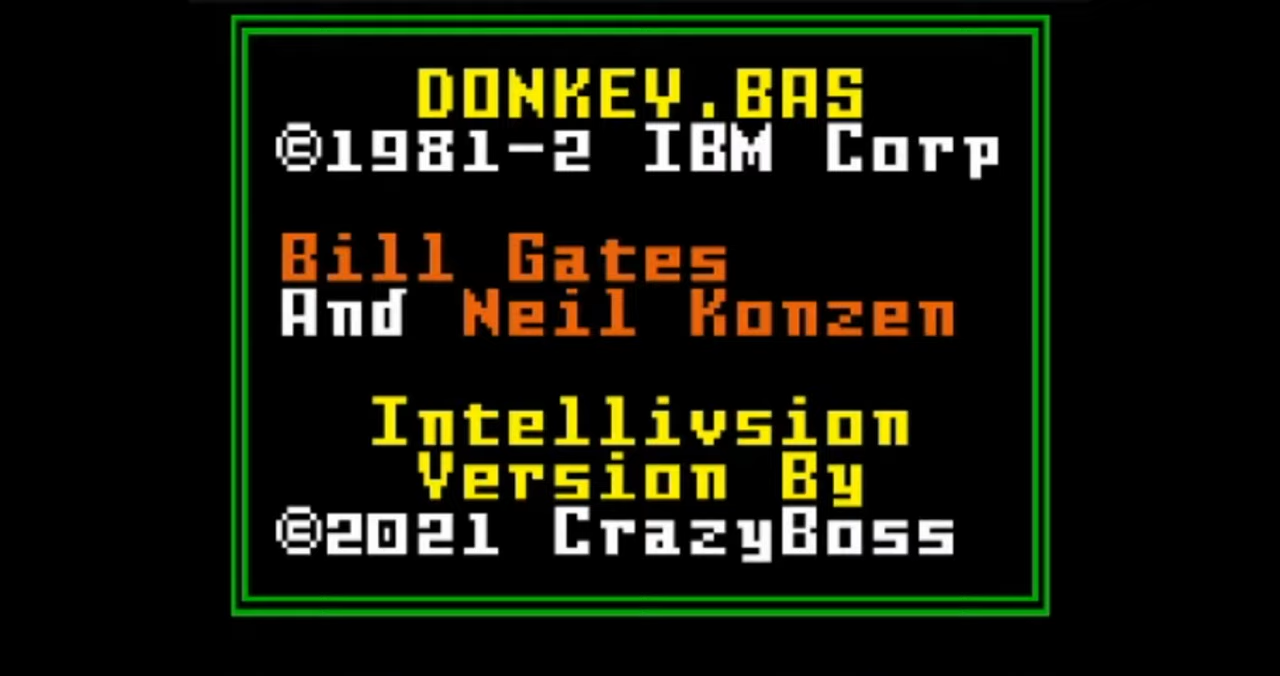 DONKEY.BAS
©1981-2 IBM Corp
Bill Gates
And Neil Konzen
Intellivsion
Version By
©2021 CrazyBoss